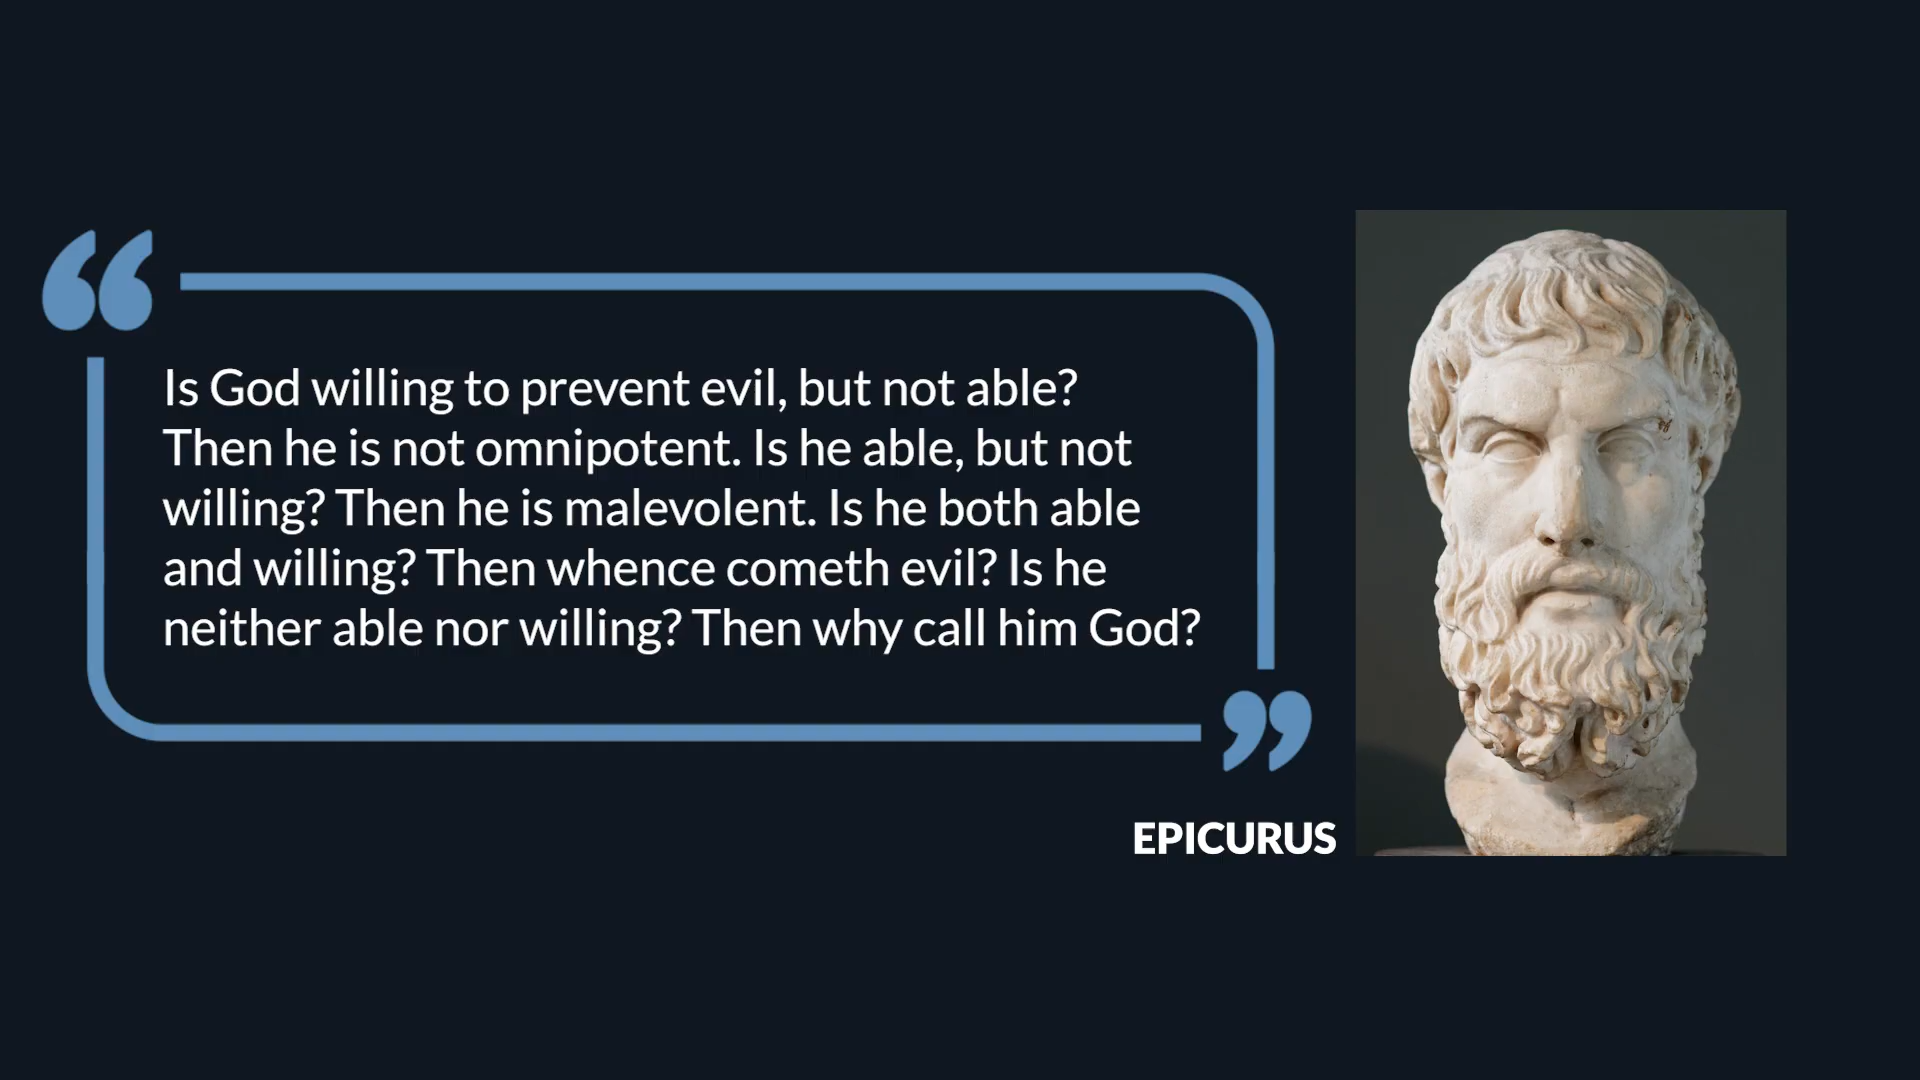 Is God willing to prevent evil, but not able?
Then he is not omnipotent. Is he able, but not
willing? Then he is malevolent. Is he both able
and willing? Then whence cometh evil? Is he
neither able nor willing? Then why call him God?
EPICURUS